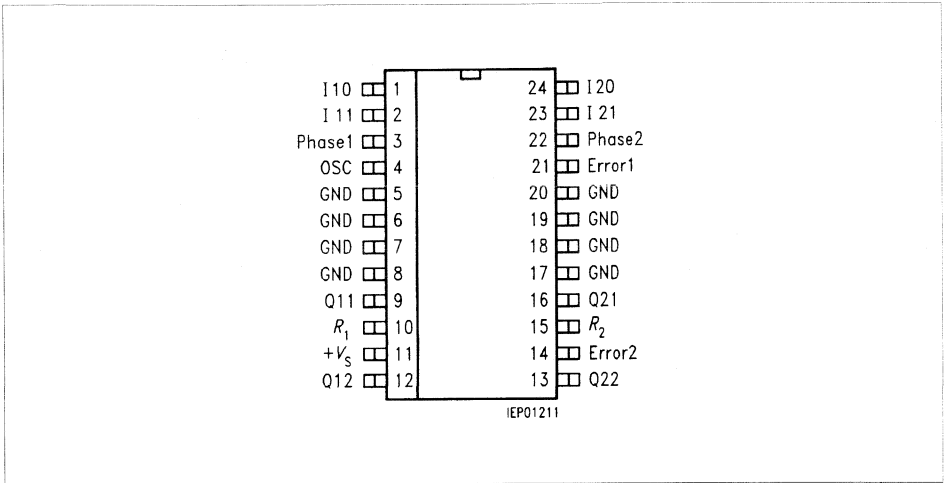 I10 1 24 I20
I 11 2 23 I 21
Phase1 3 22 Phase2
OSC 4 21 Error1
GND 5 20 GND
GND 6 19 GND
GND 7 18 GND
GND 8 17 GND
Q11 9 16 Q21
R1 10 15 R2
+VS 11 14 Error2
Q12 12 13 Q22
IEP01211